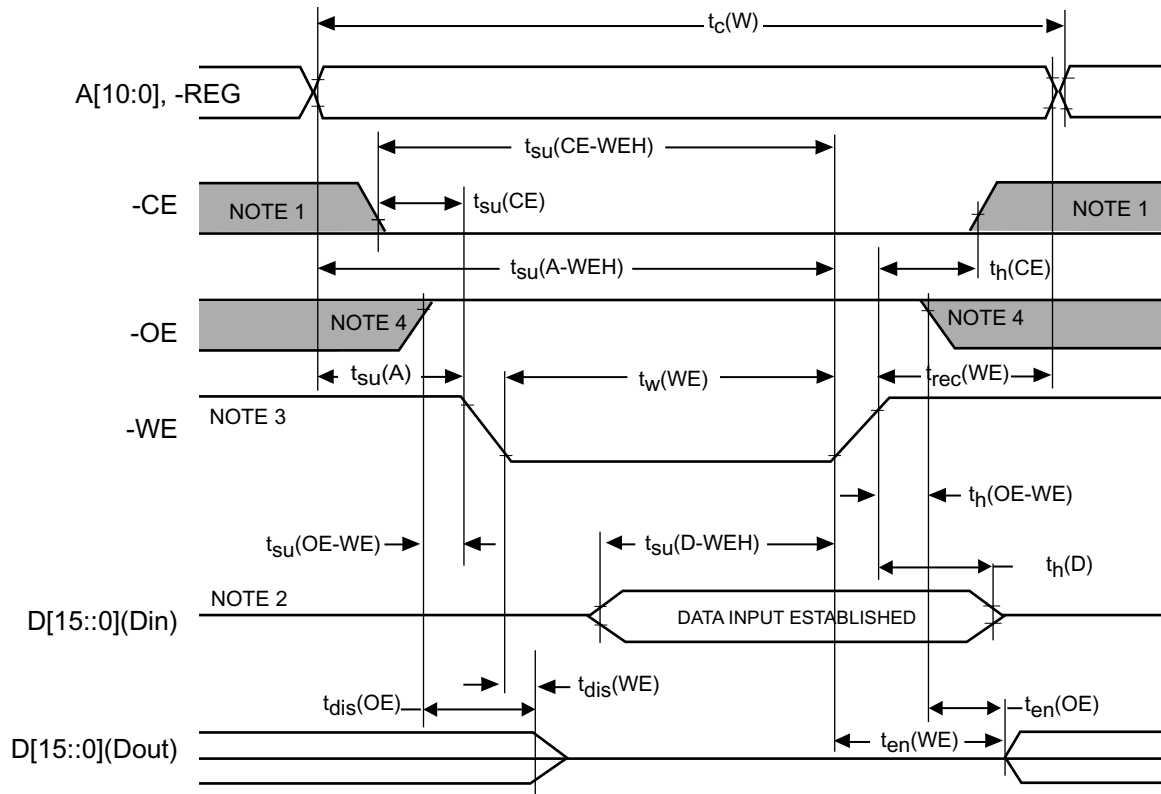 tc(W)
A[10:0], -REG
tsu(CE-WEH)
-CE
NOTE 1
tsu(CE)
NOTE 1
tsu(A-WEH)
th(CE)
-OE
NOTE 4
NOTE 4
tsu(A)
tw(WE)
trec(WE)
-WE
NOTE 3
th(OE-WE)
tsu(OE-WE)
tsu(D-WEH)
th(D)
NOTE 2
D[15::0](Din)
DATA INPUT ESTABLISHED
tdis(WE)
tdis(OE)
ten(OE)
ten(WE)
D[15::0](Dout)